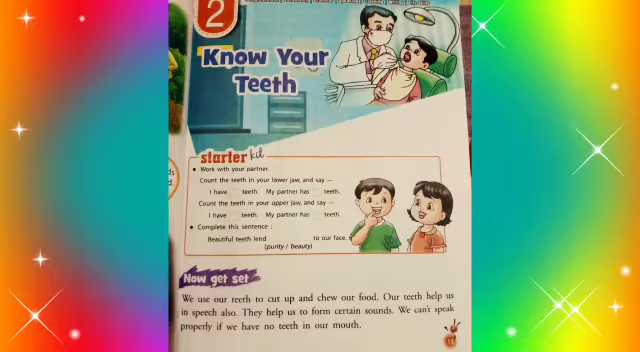 2
Know Your
Teeth
starter kit
• Work with your partner.
Count the teeth in your lower jaw, and say —
I have teeth. My partner has teeth.
Count the teeth in your upper jaw, and say —
I have teeth. My partner has teeth.
• Complete this sentence :
Beautiful teeth lend to our face.
(purity / beauty)
Now get set
We use our teeth to cut up and chew our food. Our teeth help us
in speech also. They help us to form certain sounds. We can't speak
properly if we have no teeth in our mouth.